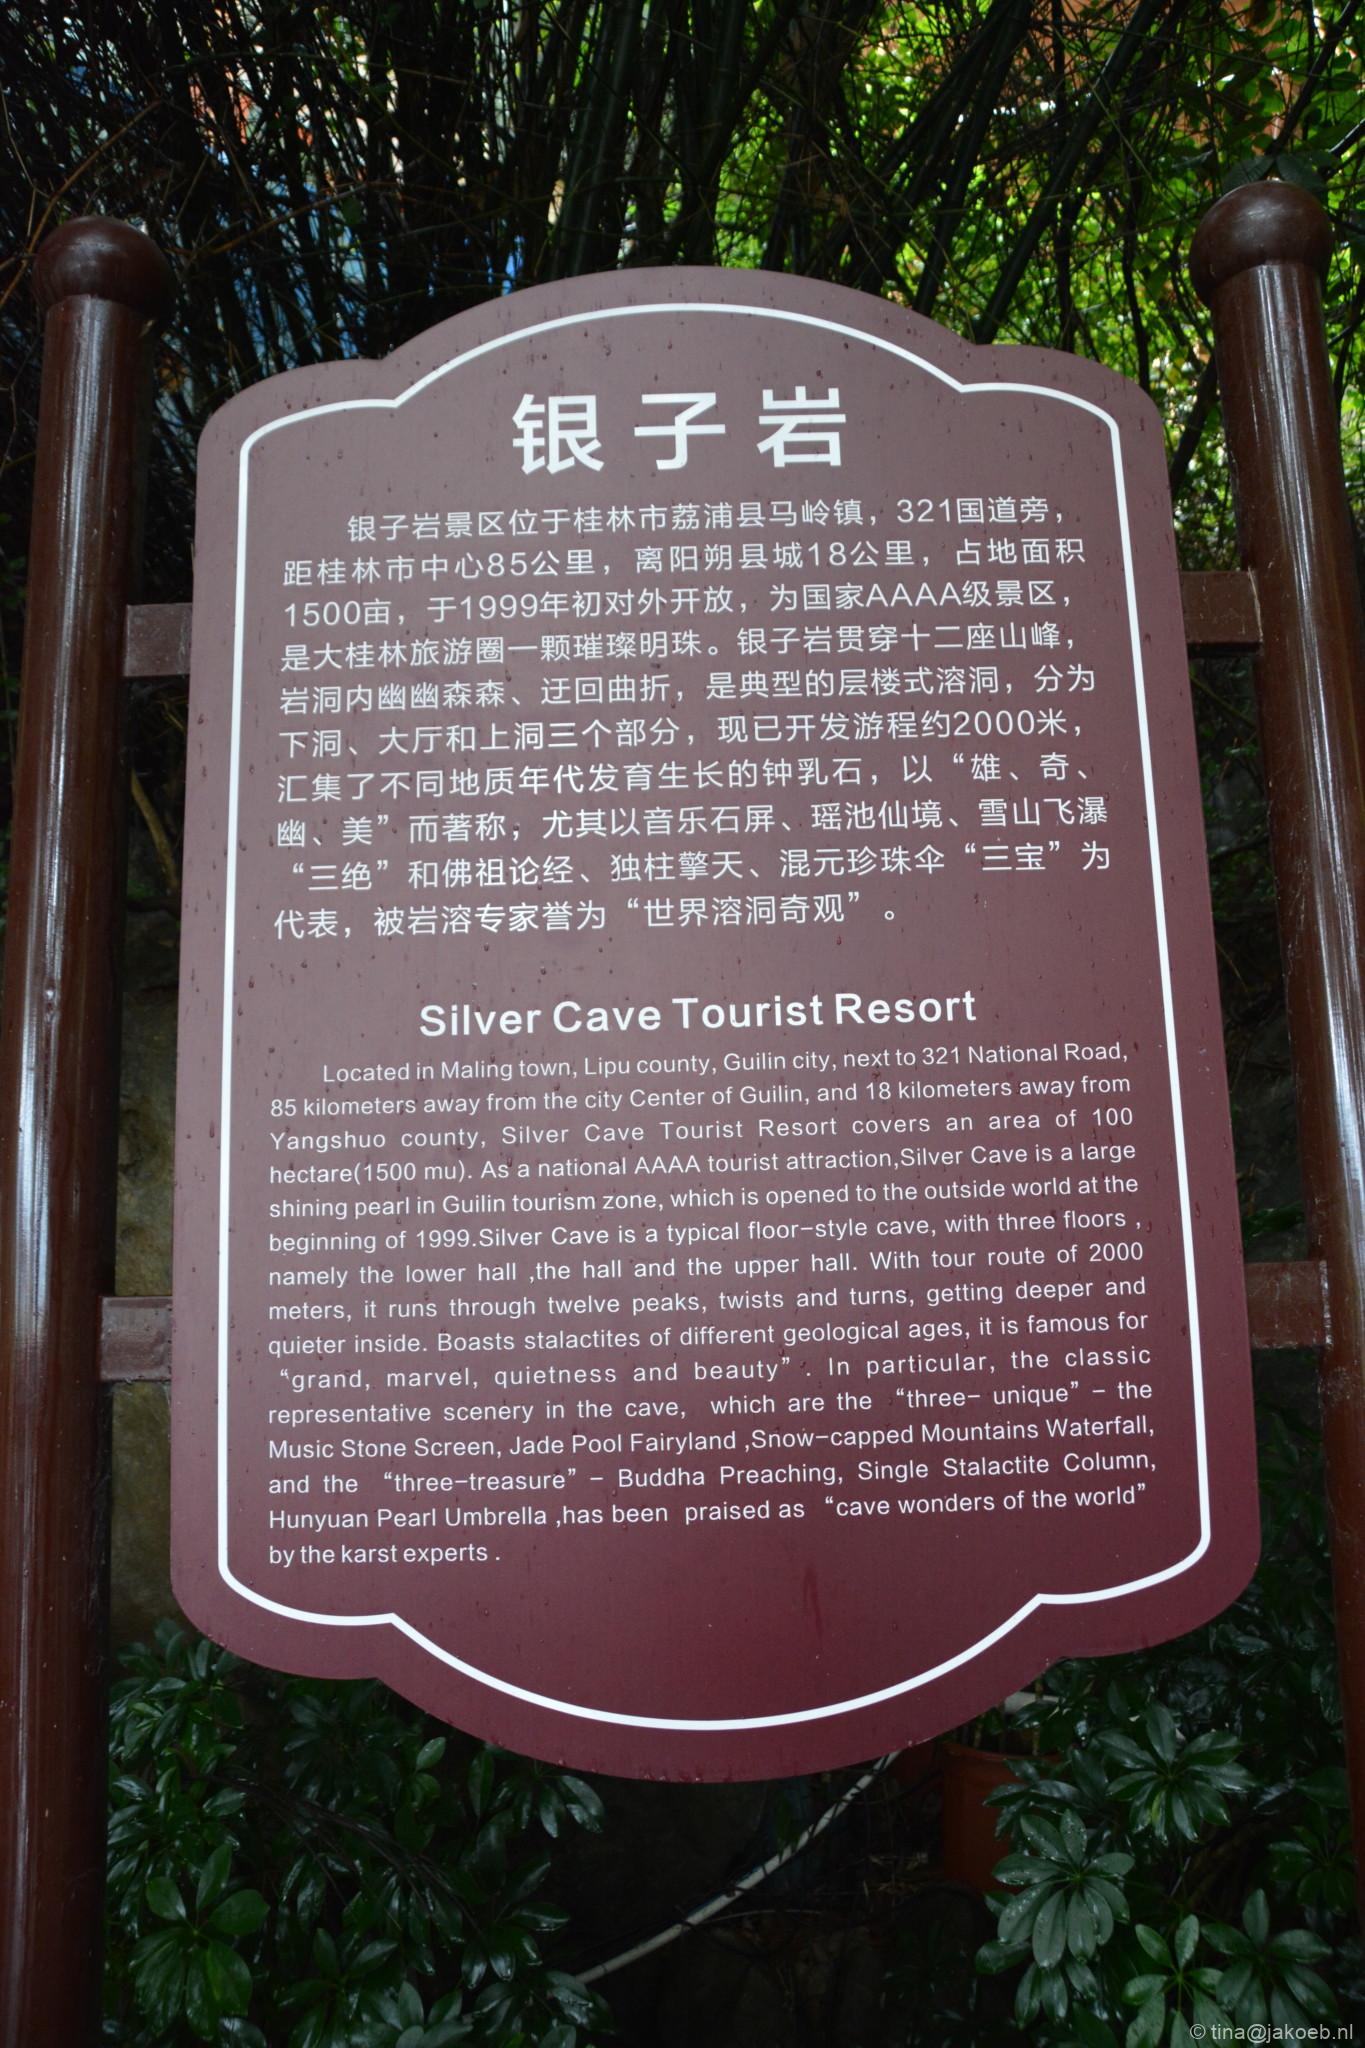 银子岩
银子岩景区位于桂林市荔浦县马岭镇，321国道旁，
距桂林市中心85公里，离阳朔县城18公里，占地面积
1500亩，于1999年初对外开放，为国家AAAA级景区，
是大桂林旅游圈一颗璀璨明珠。银子岩贯穿十二座山峰，
岩洞内幽幽森森、迂回曲折，是典型的层楼式溶洞，分为
下洞、大厅和上洞三个部分，现已开发游程约2000米，
汇集了不同地质年代发育生长的钟乳石，以“雄、奇、
幽、美”而著称，尤其以音乐石屏、瑶池仙境、雪山飞瀑
“三绝”和佛祖论经、独柱擎天、混元珍珠伞“三宝”为
代表，被岩溶专家誉为“世界溶洞奇观”。
Silver Cave Tourist Resort
Located in Maling town, Lipu county, Guilin city, next to 321 National Road,
85 kilometers away from the city Center of Guilin, and 18 kilometers away from
Yangshuo county, Silver Cave Tourist Resort covers an area of 100
hectare(1500 mu). As a national AAAA tourist attraction,Silver Cave is a large
shining pearl in Guilin tourism zone, which is opened to the outside world at the
beginning of 1999.Silver Cave is a typical floor-style cave, with three floors ,
namely the lower hall ,the hall and the upper hall. With tour route of 2000
meters, it runs through twelve peaks, twists and turns, getting deeper and
quieter inside. Boasts stalactites of different geological ages, it is famous for
“grand, marvel, quietness and beauty” . In particular, the classic
representative scenery in the cave, which are the “three- unique” - the
Music Stone Screen, Jade Pool Fairyland ,Snow-capped Mountains Waterfall,
and the “three-treasure” - Buddha Preaching, Single Stalactite Column,
Hunyuan Pearl Umbrella ,has been praised as “cave wonders of the world”
by the karst experts .
© tina@jakoeb.nl